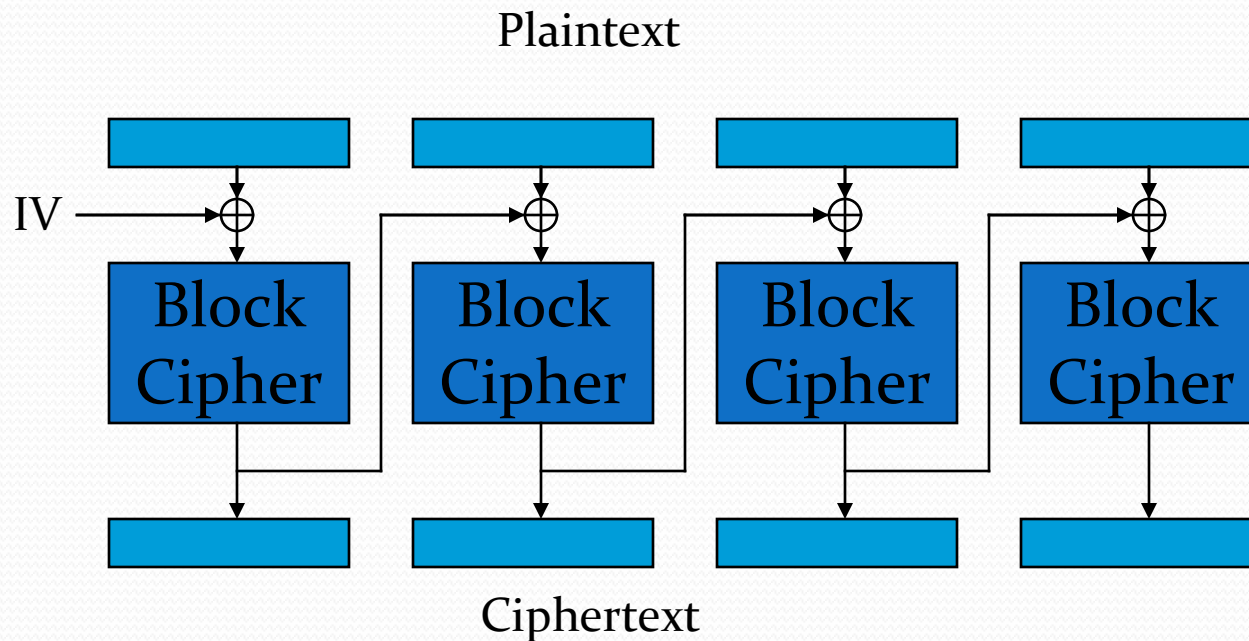 Plaintext
IV
Block
Cipher
Block
Cipher
Block
Cipher
Block
Cipher
Ciphertext